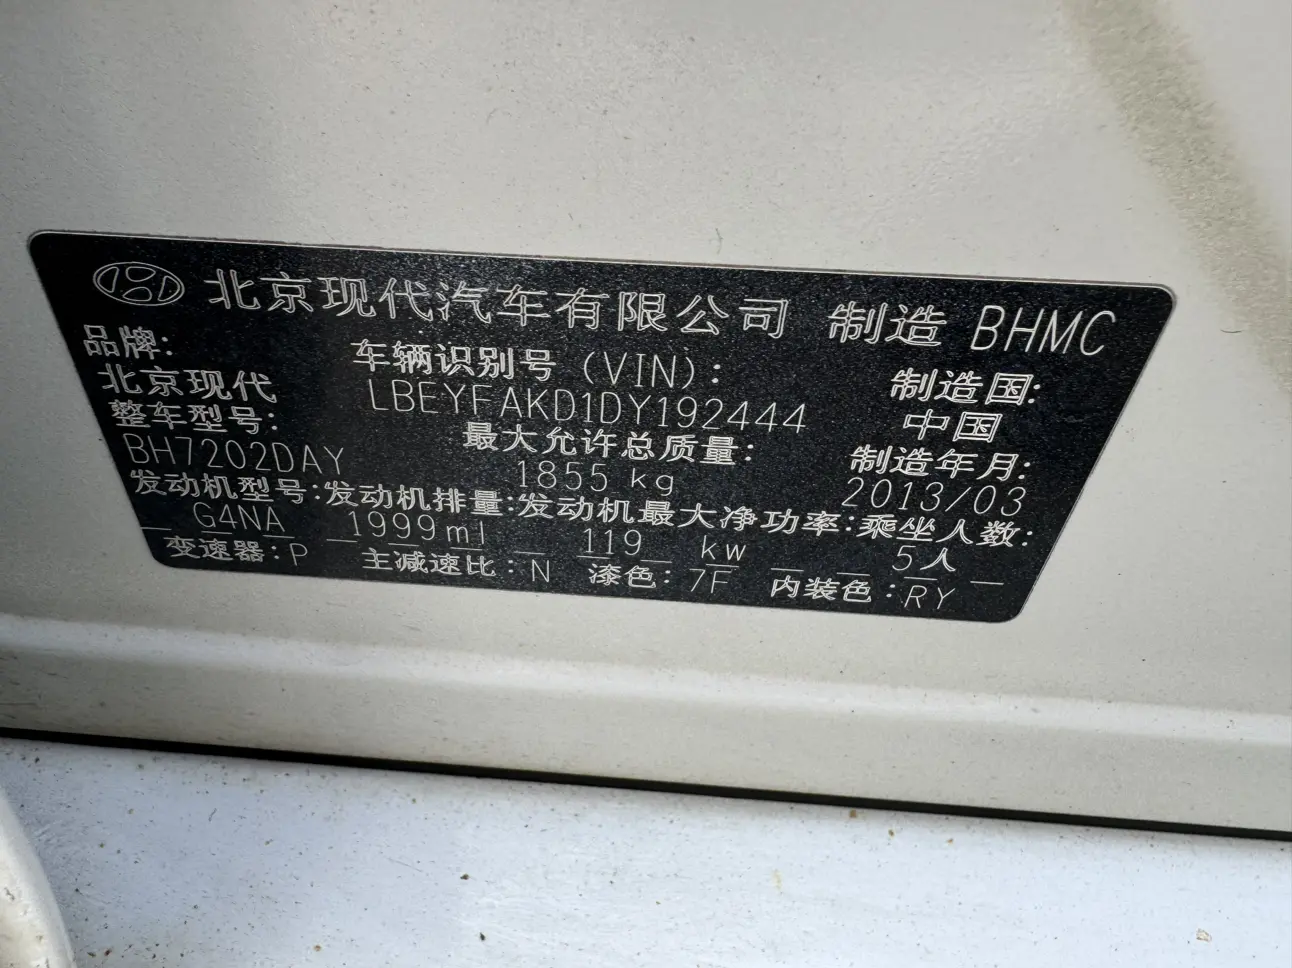 北京现代汽车有限公司 制造 BHMC
品牌: 车辆识别号 (VIN): 制造国:
北京现代 LBEYFAKD1DY192444 中国
整车型号: 最大允许总质量: 制造年月:
BH7202DAY 1855 kg 2013/03
发动机型号:发动机排量:发动机最大净功率:乘坐人数:
G4NA 1999ml 119 kw 5人
变速器:P 主减速比:N 漆色:7F 内装色:RY